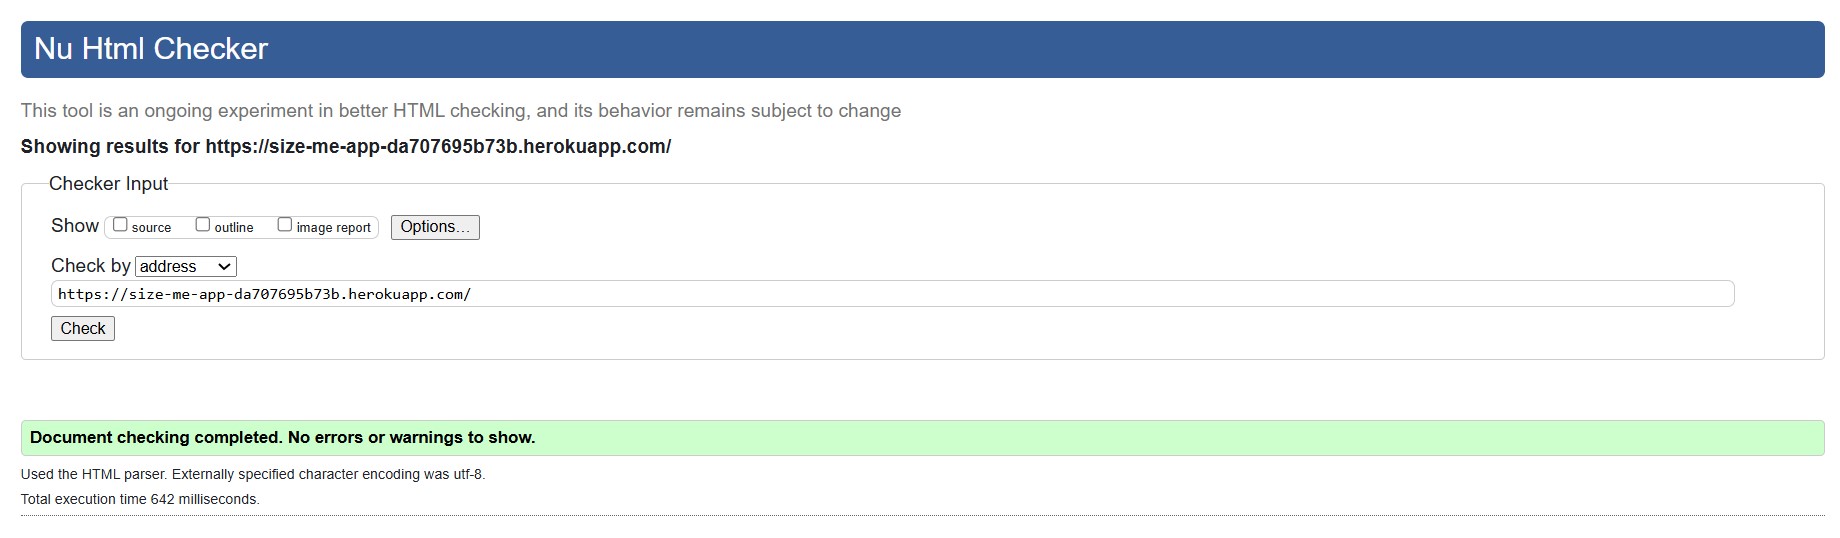 Nu Html Checker
This tool is an ongoing experiment in better HTML checking, and its behavior remains subject to change
Showing results for https://size-me-app-da707695b73b.herokuapp.com/
Checker Input
Show source outline image report Options...
Check by address
https://size-me-app-da707695b73b.herokuapp.com/
Check
Document checking completed. No errors or warnings to show.
Used the HTML parser. Externally specified character encoding was utf-8.
Total execution time 642 milliseconds.